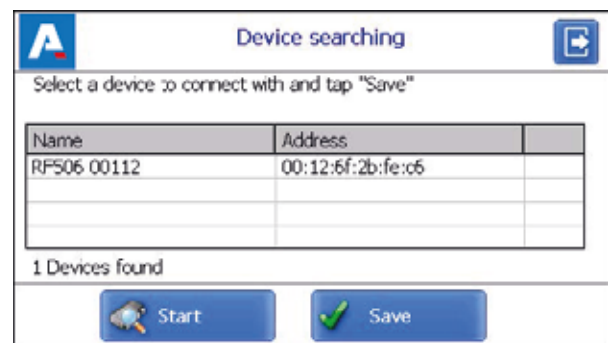 A
Device searching
Select a device to connect with and tap "Save"
Name Address
RF506 00112 00:12:6f:2b:fe:c6
1 Devices found
Start Save